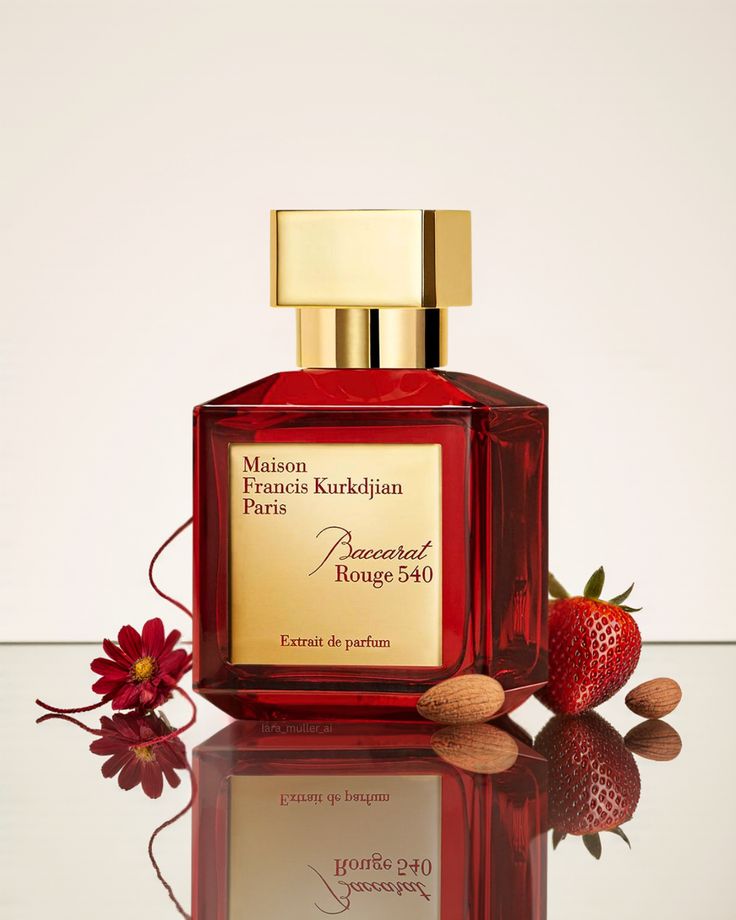 Maison
Francis Kurkdjian
Paris
Baccarat
Rouge 540
Extrait de parfum
lara_muller_ai
Extrait de parfum
Rouge 540
Baccarat